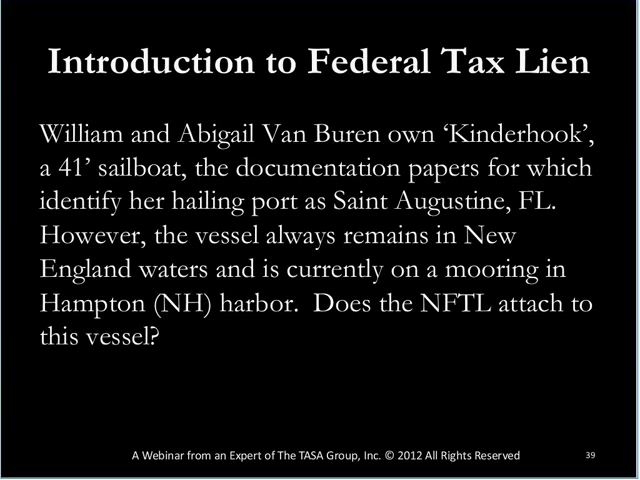 Introduction to Federal Tax Lien
William and Abigail Van Buren own ‘Kinderhook’,
a 41’ sailboat, the documentation papers for which
identify her hailing port as Saint Augustine, FL.
However, the vessel always remains in New
England waters and is currently on a mooring in
Hampton (NH) harbor.  Does the NFTL attach to
this vessel?
A Webinar from an Expert of The TASA Group, Inc. © 2012 All Rights Reserved
39